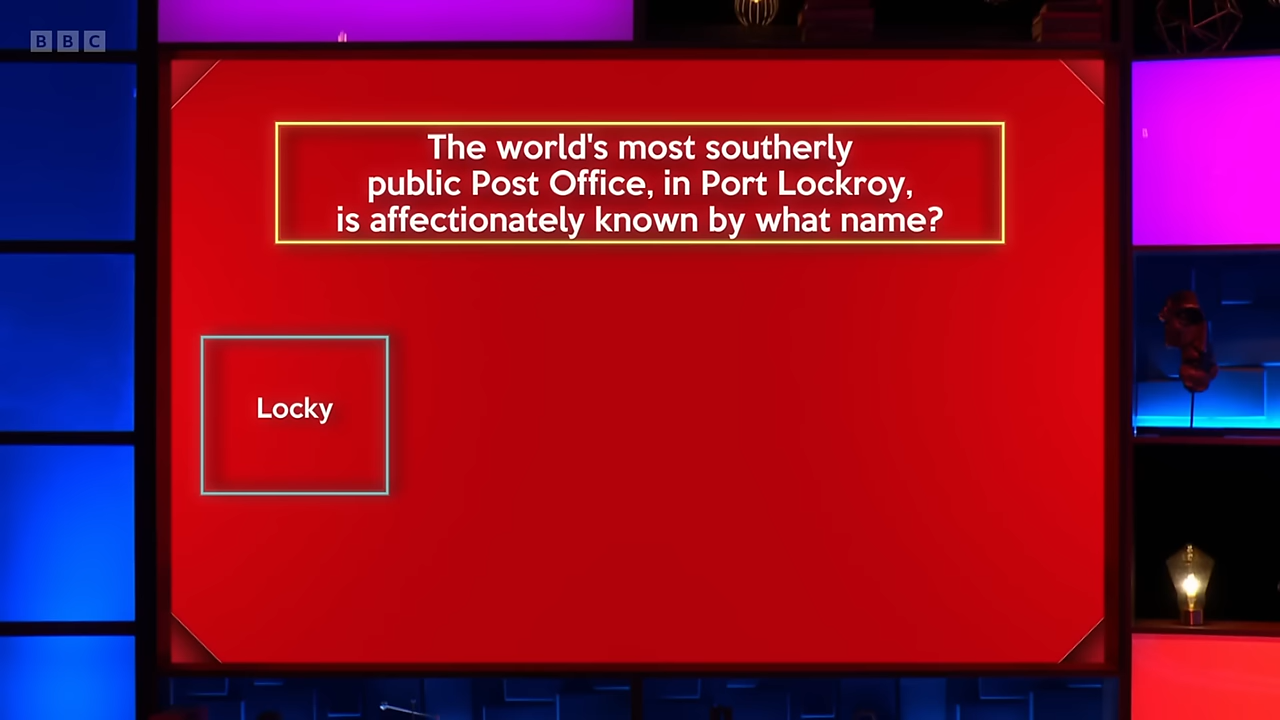 BBC
The world's most southerly
public Post Office, in Port Lockroy,
is affectionately known by what name?
Locky